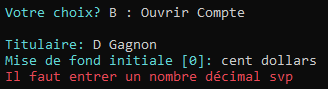 Votre choix? B : Ouvrir Compte
Titulaire: D Gagnon
Mise de fond initiale [0]: cent dollars
Il faut entrer un nombre décimal svp